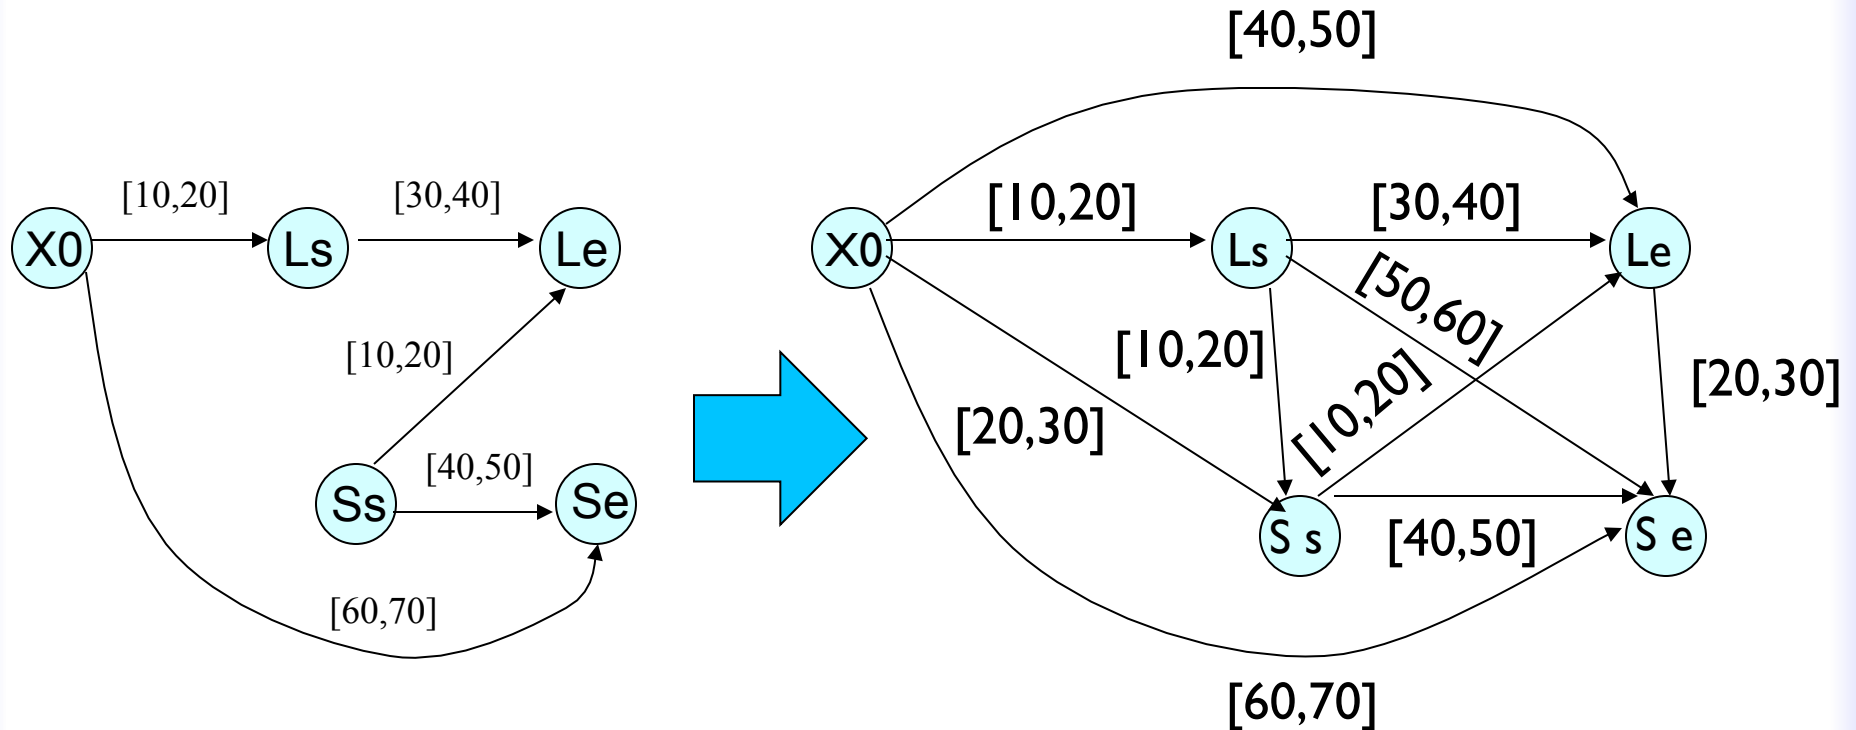 [10,20]
[30,40]
X0
Ls
Le
[10,20]
[40,50]
Ss
Se
[60,70]
[40,50]
[10,20]
[30,40]
X0
Ls
Le
[50,60]
[10,20]
[10,20]
[20,30]
[20,30]
S s
[40,50]
S e
[60,70]